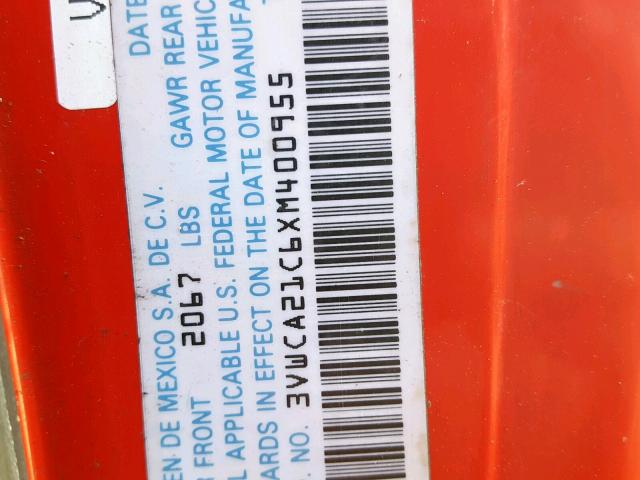 V
DATE
EN DE MEXICO S.A. DE C.V.
FRONT 2067 LBS GAWR REAR
L APPLICABLE U.S. FEDERAL MOTOR VEHIC
ARDS IN EFFECT ON THE DATE OF MANUFA
. NO. 3VWCA21C6XM400955